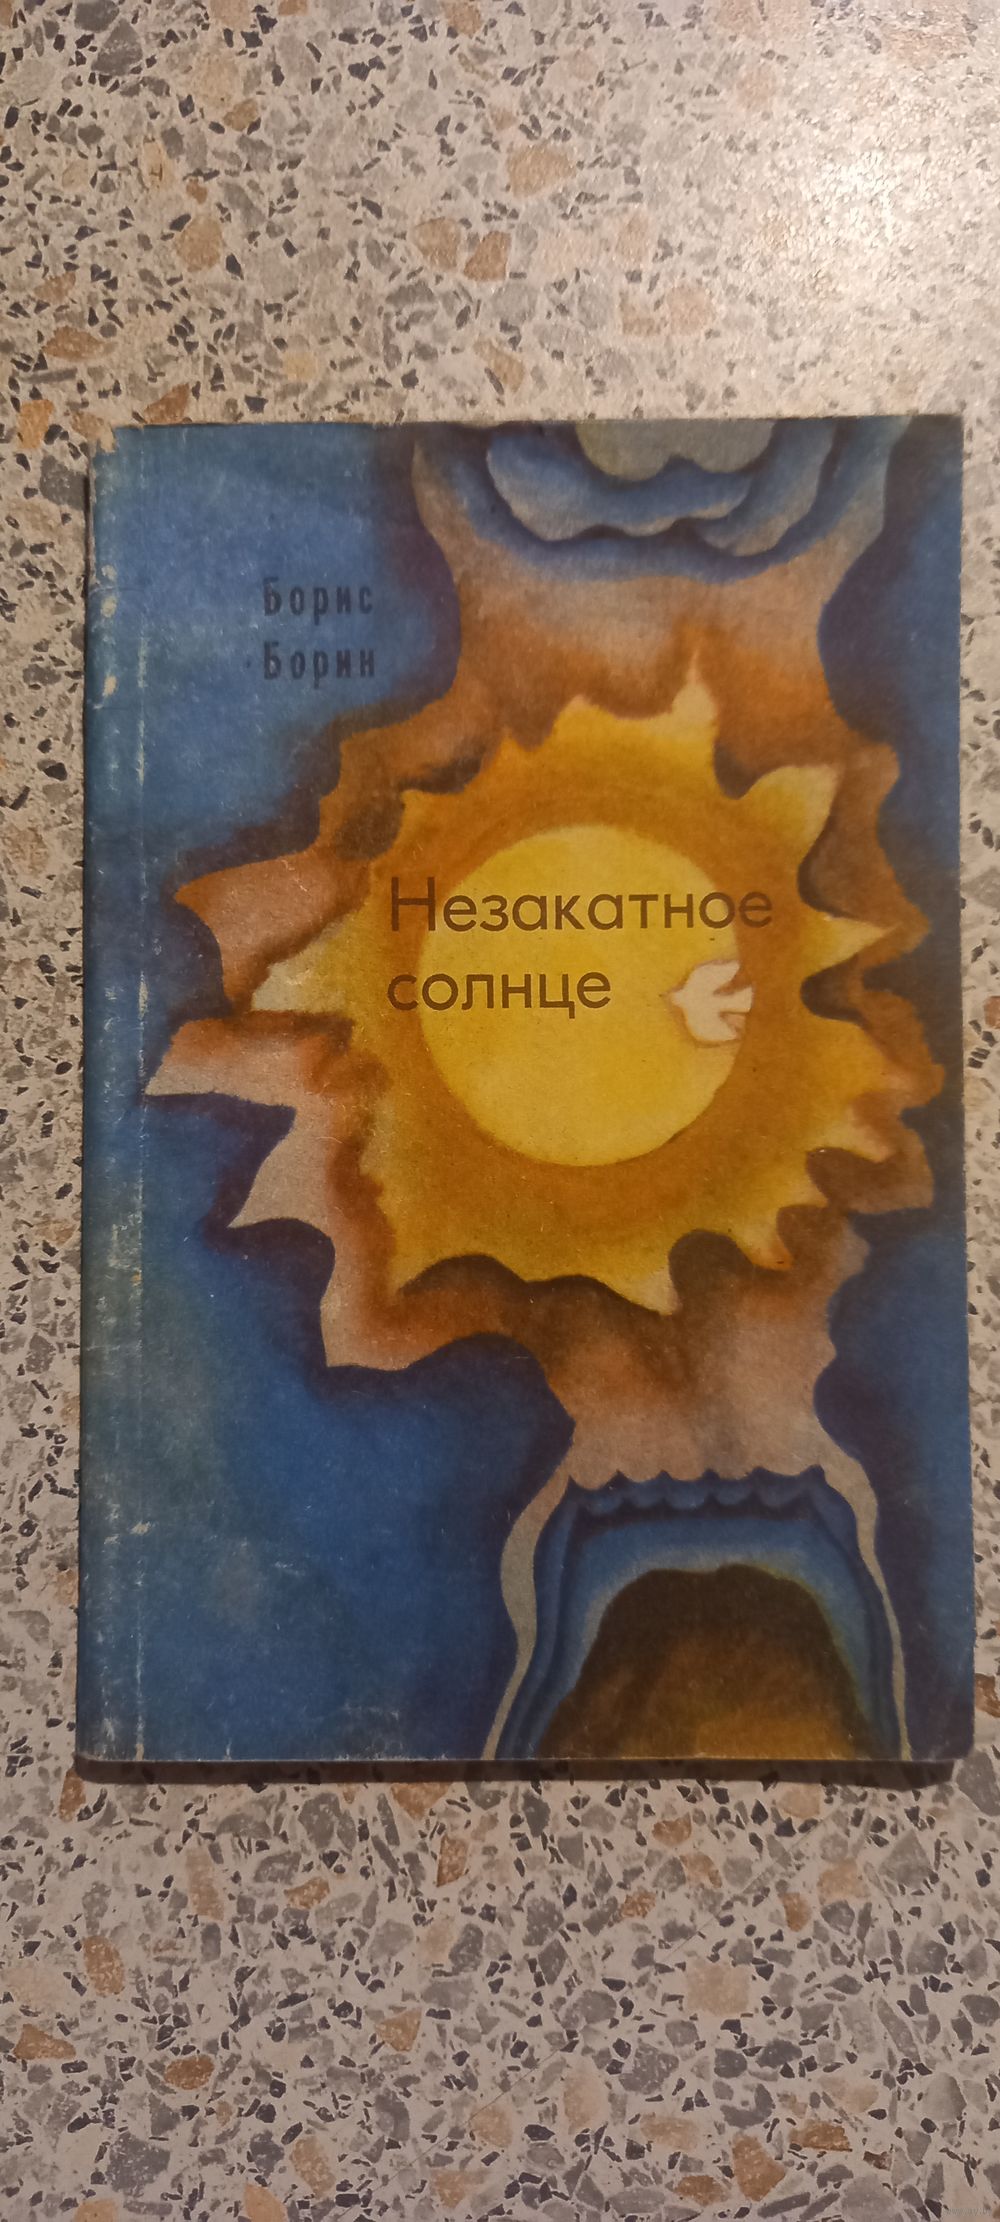 Борис
Борин
Незакатное
солнце